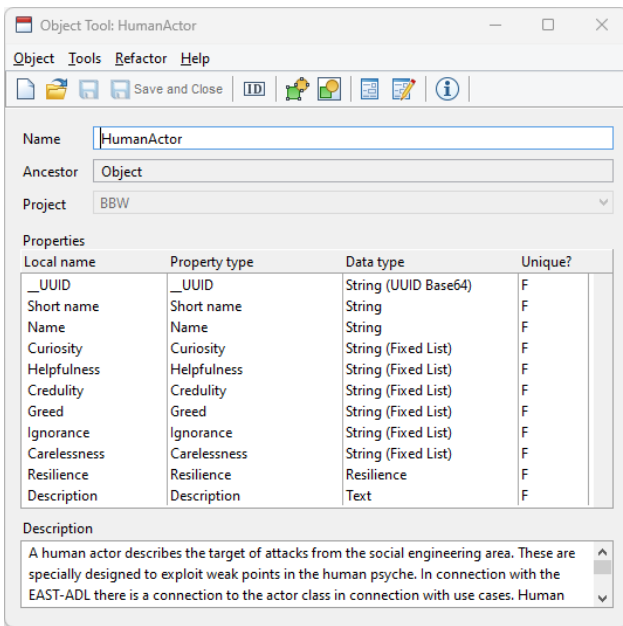 Object Tool: HumanActor
Object Tools Refactor Help
Save and Close ID
Name HumanActor
Ancestor Object
Project BBW
Properties
Local name Property type Data type Unique?
__UUID __UUID String (UUID Base64) F
Short name Short name String F
Name Name String F
Curiosity Curiosity String (Fixed List) F
Helpfulness Helpfulness String (Fixed List) F
Credulity Credulity String (Fixed List) F
Greed Greed String (Fixed List) F
Ignorance Ignorance String (Fixed List) F
Carelessness Carelessness String (Fixed List) F
Resilience Resilience Resilience F
Description Description Text F
Description
A human actor describes the target of attacks from the social engineering area. These are
specially designed to exploit weak points in the human psyche. In connection with the
EAST-ADL there is a connection to the actor class in connection with use cases. Human